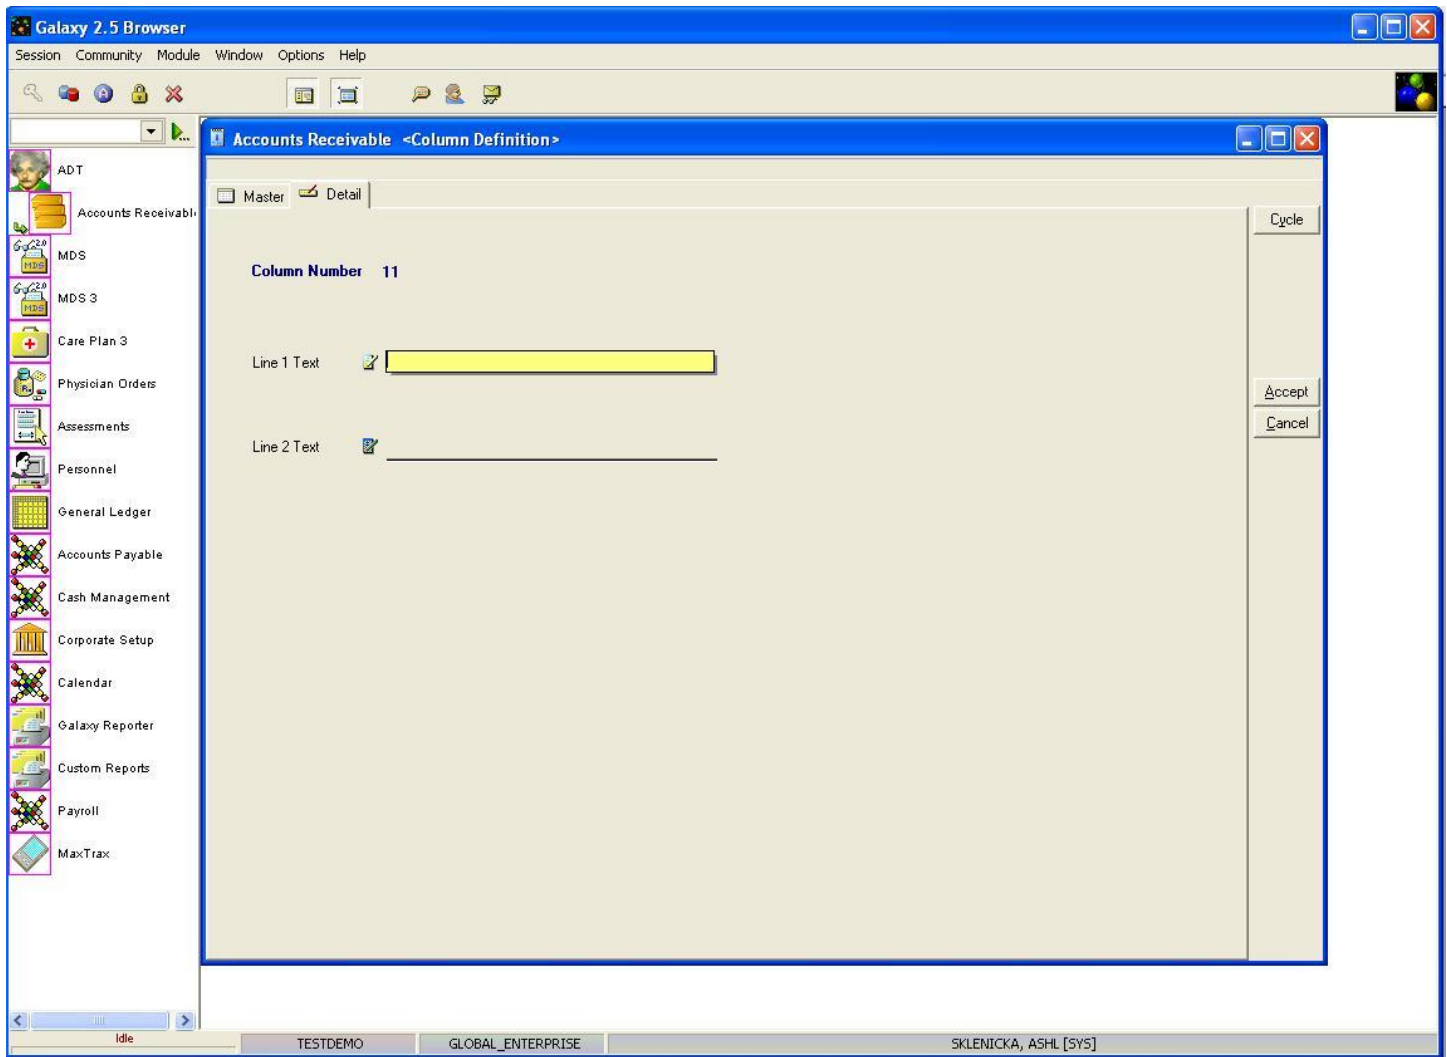 Galaxy 2.5 Browser
Session Community Module Window Options Help
Accounts Receivable <Column Definition>
ADT
Master Detail
Accounts Receivabl
Cycle
MDS
Column Number 11
MDS 3
Care Plan 3
Line 1 Text
Physician Orders
Accept
Assessments
Cancel
Line 2 Text
Personnel
General Ledger
Accounts Payable
Cash Management
Corporate Setup
Calendar
Galaxy Reporter
Custom Reports
Payroll
MaxTrax
Idle TESTDEMO GLOBAL_ENTERPRISE SKLENICKA, ASHL [SYS]